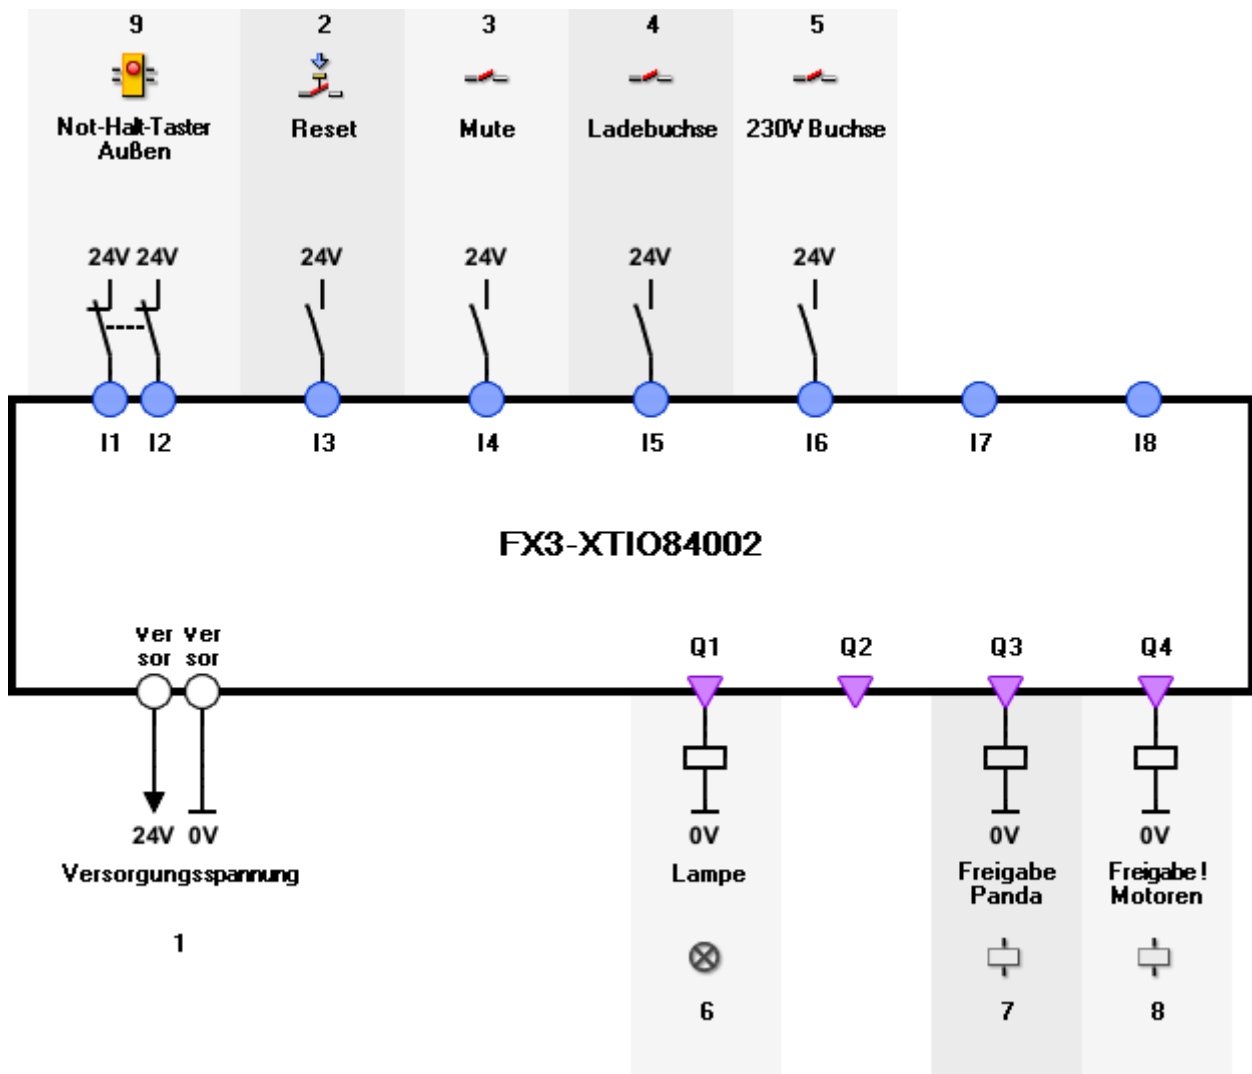 9 2 3 4 5
Not-Halt-Taster
Außen
Reset
Mute
Ladebuchse
230V Buchse
24V 24V 24V 24V 24V 24V
I1 I2 I3 I4 I5 I6 I7 I8
FX3-XTIO84002
Ver Ver
sor sor
Q1 Q2 Q3 Q4
24V 0V 0V 0V 0V
Versorgungsspannung
Lampe
Freigabe
Panda
Freigabe!
Motoren
1
6 7 8